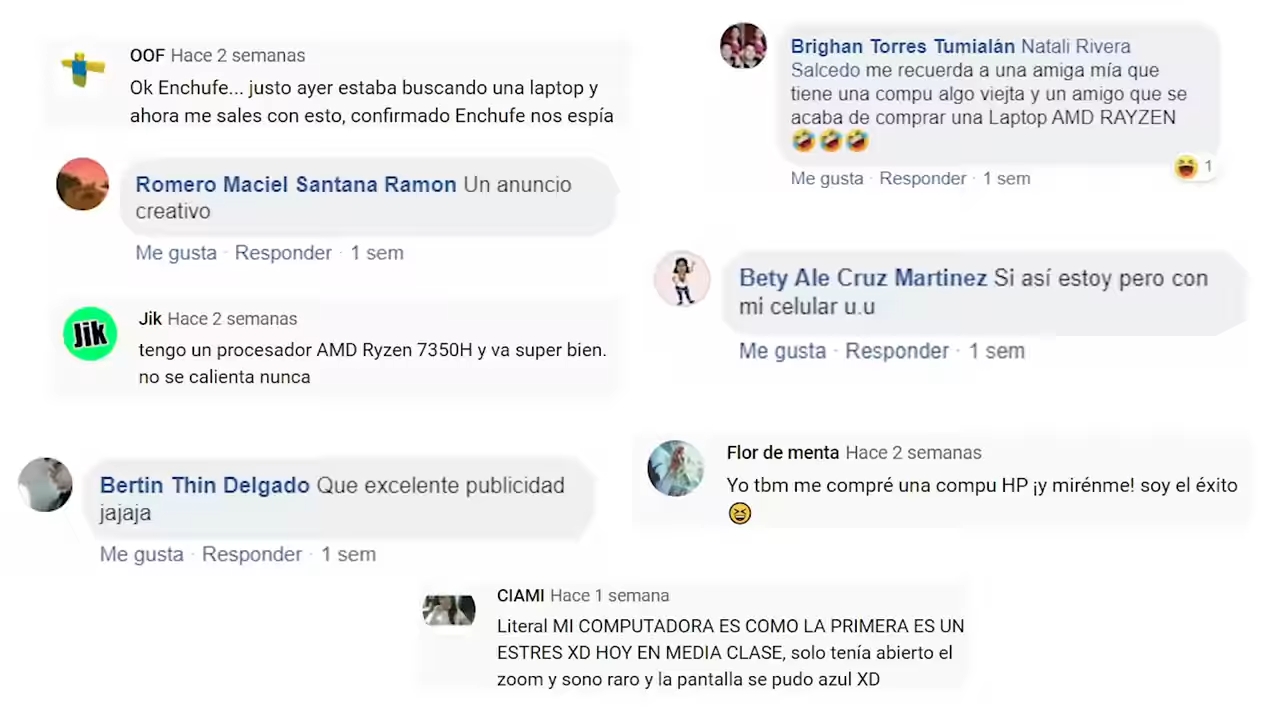 OOF Hace 2 semanas
Ok Enchufe... justo ayer estaba buscando una laptop y
ahora me sales con esto, confirmado Enchufe nos espía
Romero Maciel Santana Ramon Un anuncio
creativo
Me gusta · Responder · 1 sem
Jik
Jik Hace 2 semanas
tengo un procesador AMD Ryzen 7350H y va super bien.
no se calienta nunca
Bertin Thin Delgado Que excelente publicidad
jajaja
Me gusta · Responder · 1 sem
Brighan Torres Tumialán Natali Rivera
Salcedo me recuerda a una amiga mía que
tiene una compu algo viejta y un amigo que se
acaba de comprar una Laptop AMD RAYZEN
🤣🤣🤣
1
Me gusta · Responder · 1 sem
Bety Ale Cruz Martinez Si así estoy pero con
mi celular u.u
Me gusta · Responder · 1 sem
Flor de menta Hace 2 semanas
Yo tbm me compré una compu HP ¡y mirénme! soy el éxito
😆
CIAMI Hace 1 semana
Literal MI COMPUTADORA ES COMO LA PRIMERA ES UN
ESTRES XD HOY EN MEDIA CLASE, solo tenía abierto el
zoom y sono raro y la pantalla se pudo azul XD